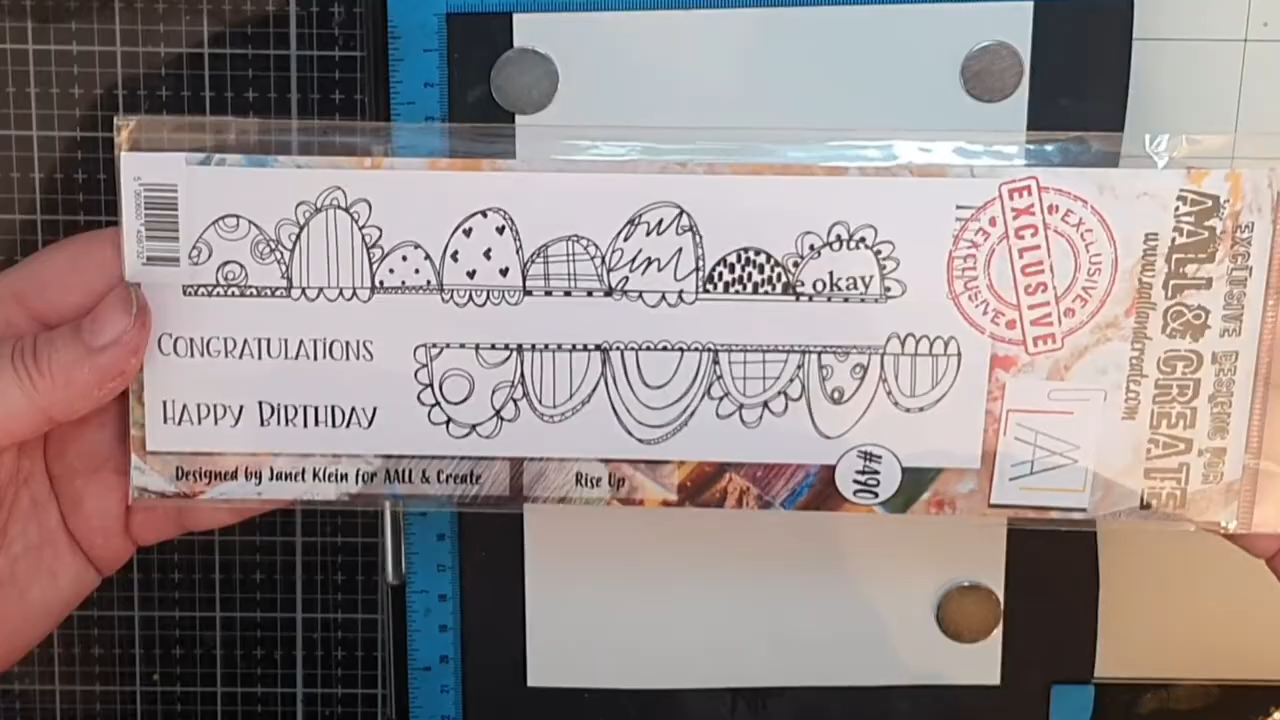 okay
CONGRATULATIONS
HAPPY BIRTHDAY
Designed by Janet Klein for AALL & Create
Rise Up
#490
EXCLUSIVE
EXCLUSIVE
EXCLUSIVE
EXCLUSIVE DESIGNS FOR
AALL & CREATE
www.aallandcreate.com